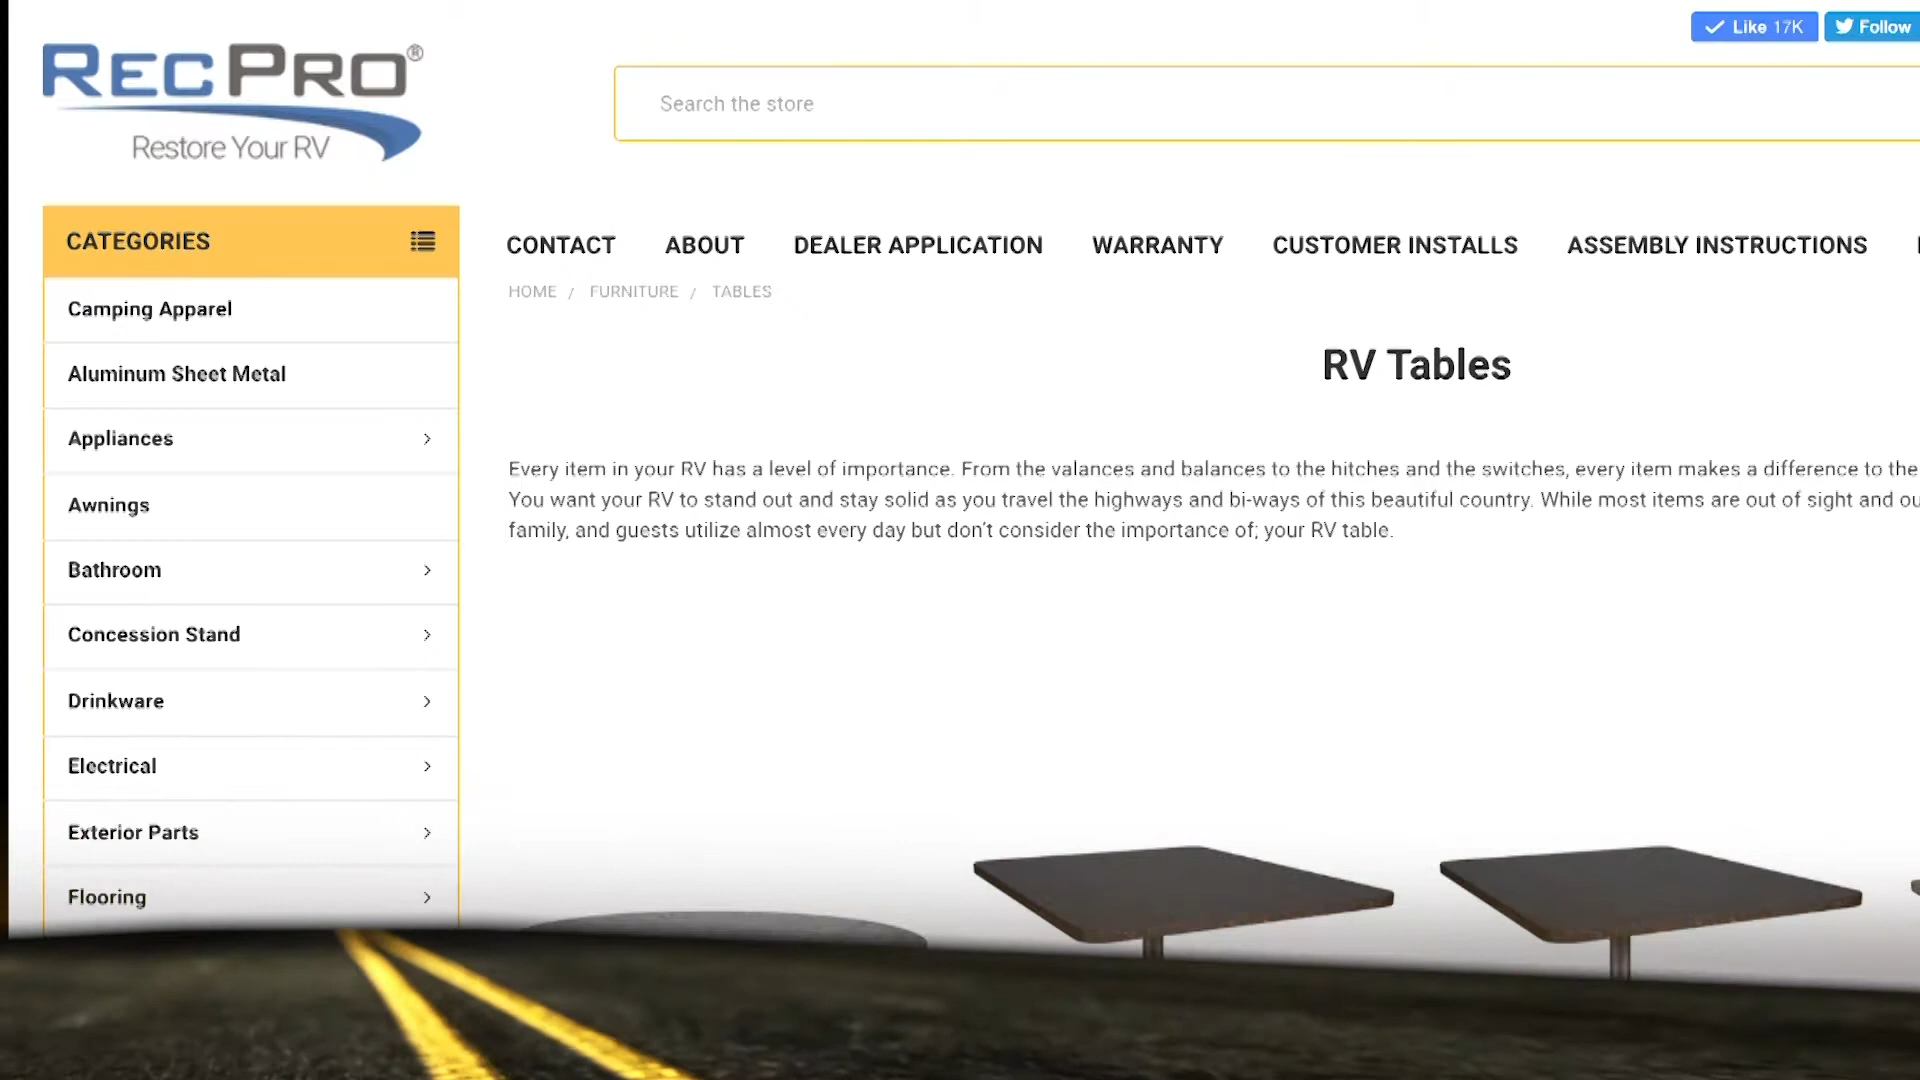 Like 17K
Follow
RECPRO®
Restore Your RV
Search the store
CATEGORIES
CONTACT ABOUT DEALER APPLICATION WARRANTY CUSTOMER INSTALLS ASSEMBLY INSTRUCTIONS
HOME / FURNITURE / TABLES
Camping Apparel
Aluminum Sheet Metal
Appliances
Awnings
Bathroom
Concession Stand
Drinkware
Electrical
Exterior Parts
Flooring
RV Tables
Every item in your RV has a level of importance. From the valances and balances to the hitches and the switches, every item makes a difference to the
You want your RV to stand out and stay solid as you travel the highways and bi-ways of this beautiful country. While most items are out of sight and
family, and guests utilize almost every day but don't consider the importance of; your RV table.